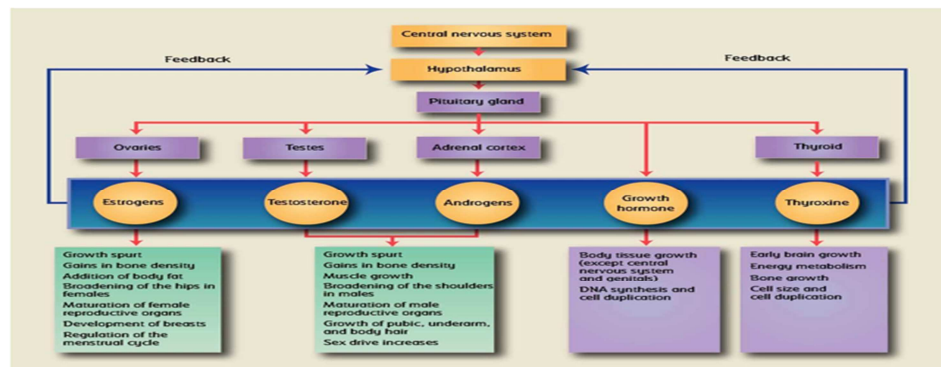 Central nervous system
Feedback
Hypothalamus
Feedback
Pituitary gland
Ovaries
Testes
Adrenal cortex
Thyroid
Estrogens
Testosterone
Androgens
Growth
hormone
Thyroxine
Growth spurt
Gains in bone density
Addition of body fat
Broadening of the hips in
females
Maturation of female
reproductive organs
Development of breasts
Regulation of the
menstrual cycle
Growth spurt
Gains in bone density
Muscle growth
Broadening of the shoulders
in males
Maturation of male
reproductive organs
Growth of pubic, underarm,
and body hair
Sex drive increases
Body tissue growth
(except central
nervous system
and genitals)
DNA synthesis and
cell duplication
Early brain growth
Energy metabolism
Bone growth
Cell size and
cell duplication